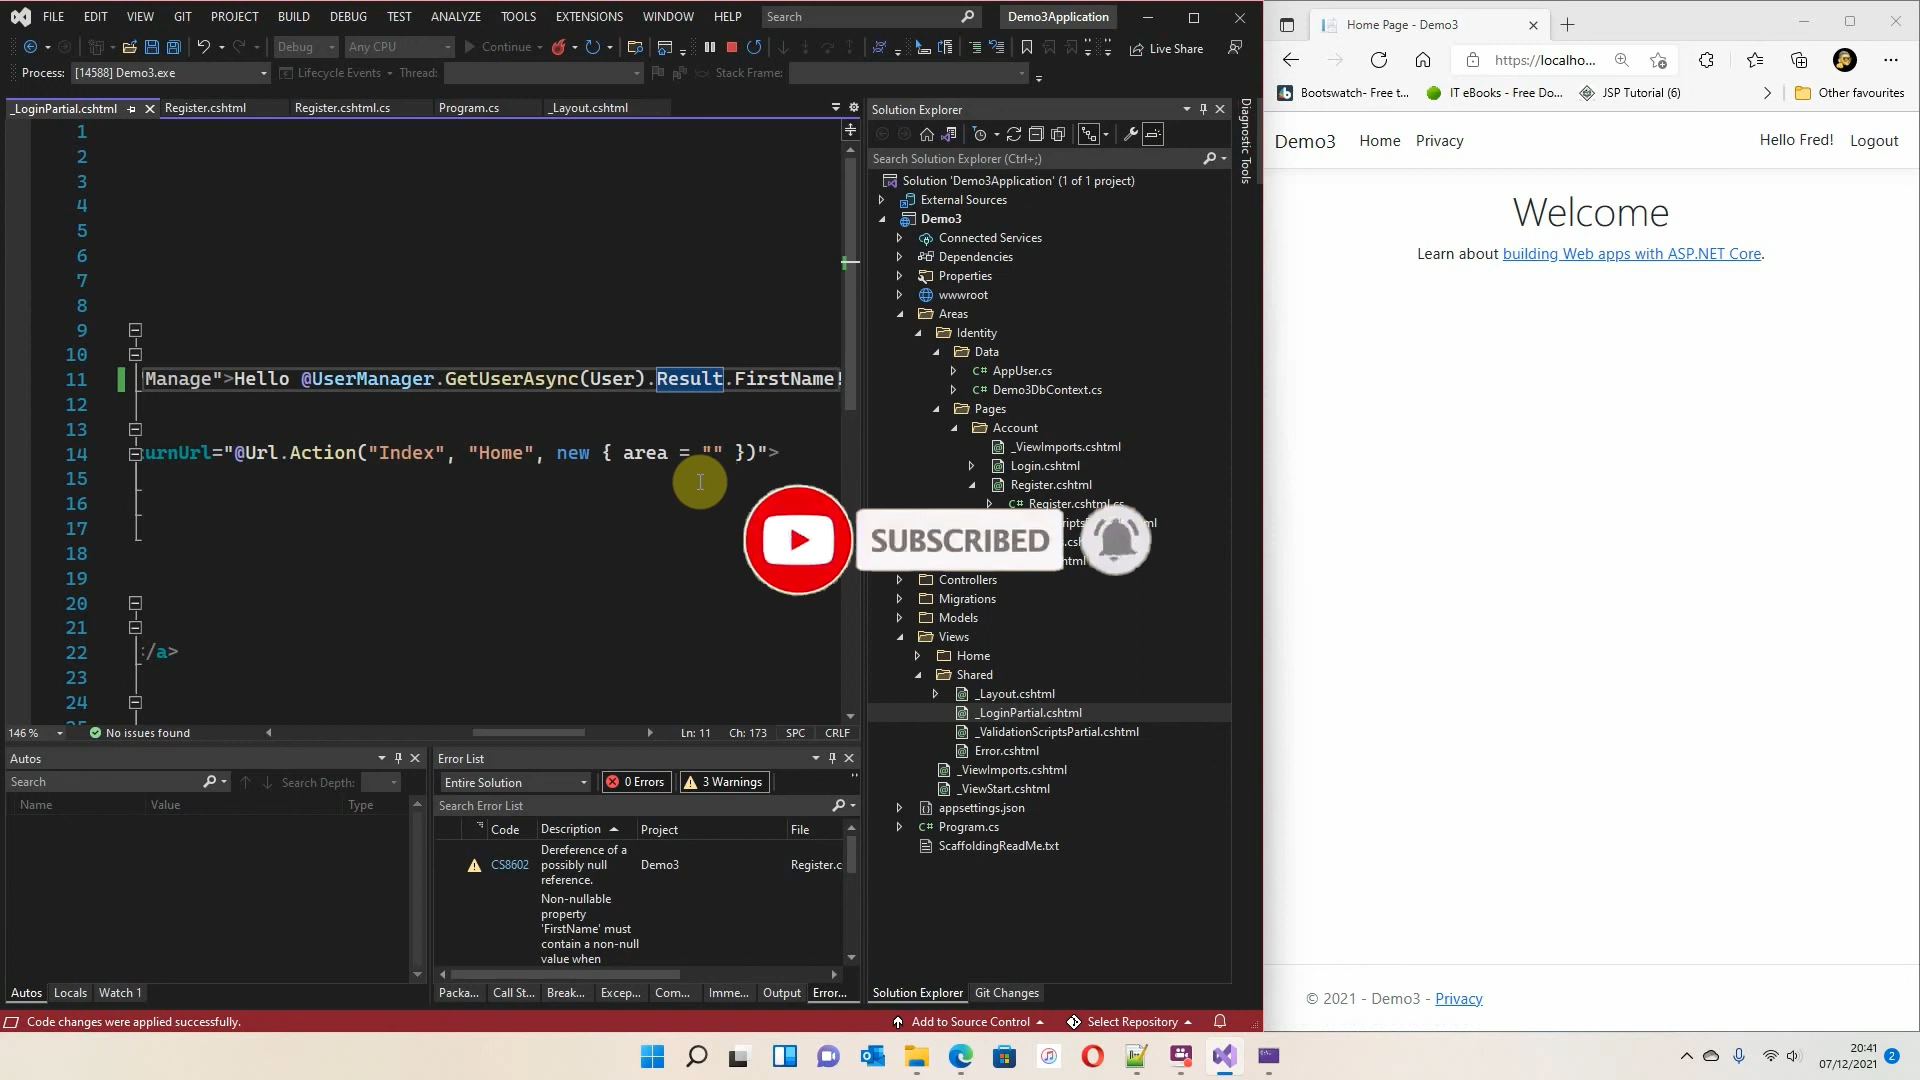 FILE EDIT VIEW GIT PROJECT BUILD DEBUG TEST ANALYZE TOOLS EXTENSIONS WINDOW HELP Search Demo3Application
Debug Any CPU Continue Live Share
Process: [14588] Demo3.exe Lifecycle Events Thread: Stack Frame:
_LoginPartial.cshtml Register.cshtml Register.cshtml.cs Program.cs _Layout.cshtml
1
2
3
4
5
6
7
8
9
10
11 Manage">Hello @UserManager.GetUserAsync(User).Result.FirstName!
12
13
14 urnUrl="@Url.Action("Index", "Home", new { area = "" })">
15
16
17
18
19
20
21
22 </a>
23
24
146 % No issues found Ln: 11 Ch: 173 SPC CRLF
Autos
Search Search Depth:
Name Value Type
Autos Locals Watch 1
Error List
Entire Solution 0 Errors 3 Warnings
Search Error List
Code Description Project File
CS8602 Dereference of a possibly null reference. Demo3 Register.c
Non-nullable
property
'FirstName' must
contain a non-null
value when
Packa... Call St... Break... Excep... Com... Imme... Output Error...
Solution Explorer
Search Solution Explorer (Ctrl+;)
Solution 'Demo3Application' (1 of 1 project)
External Sources
Demo3
Connected Services
Dependencies
Properties
wwwroot
Areas
Identity
Data
C# AppUser.cs
C# Demo3DbContext.cs
Pages
Account
_ViewImports.cshtml
Login.cshtml
Register.cshtml
C# Register.cshtml.cs
SUBSCRIBED
Controllers
Migrations
Models
Views
Home
Shared
_Layout.cshtml
_LoginPartial.cshtml
_ValidationScriptsPartial.cshtml
Error.cshtml
_ViewImports.cshtml
_ViewStart.cshtml
appsettings.json
C# Program.cs
ScaffoldingReadMe.txt
Solution Explorer Git Changes
Diagnostic Tools
Code changes were applied successfully. Add to Source Control Select Repository
Home Page - Demo3
https://localho...
Bootswatch- Free t... IT eBooks - Free Do... JSP Tutorial (6) Other favourites
Demo3 Home Privacy Hello Fred! Logout
Welcome
Learn about building Web apps with ASP.NET Core.
© 2021 - Demo3 - Privacy
20:41
07/12/2021 2